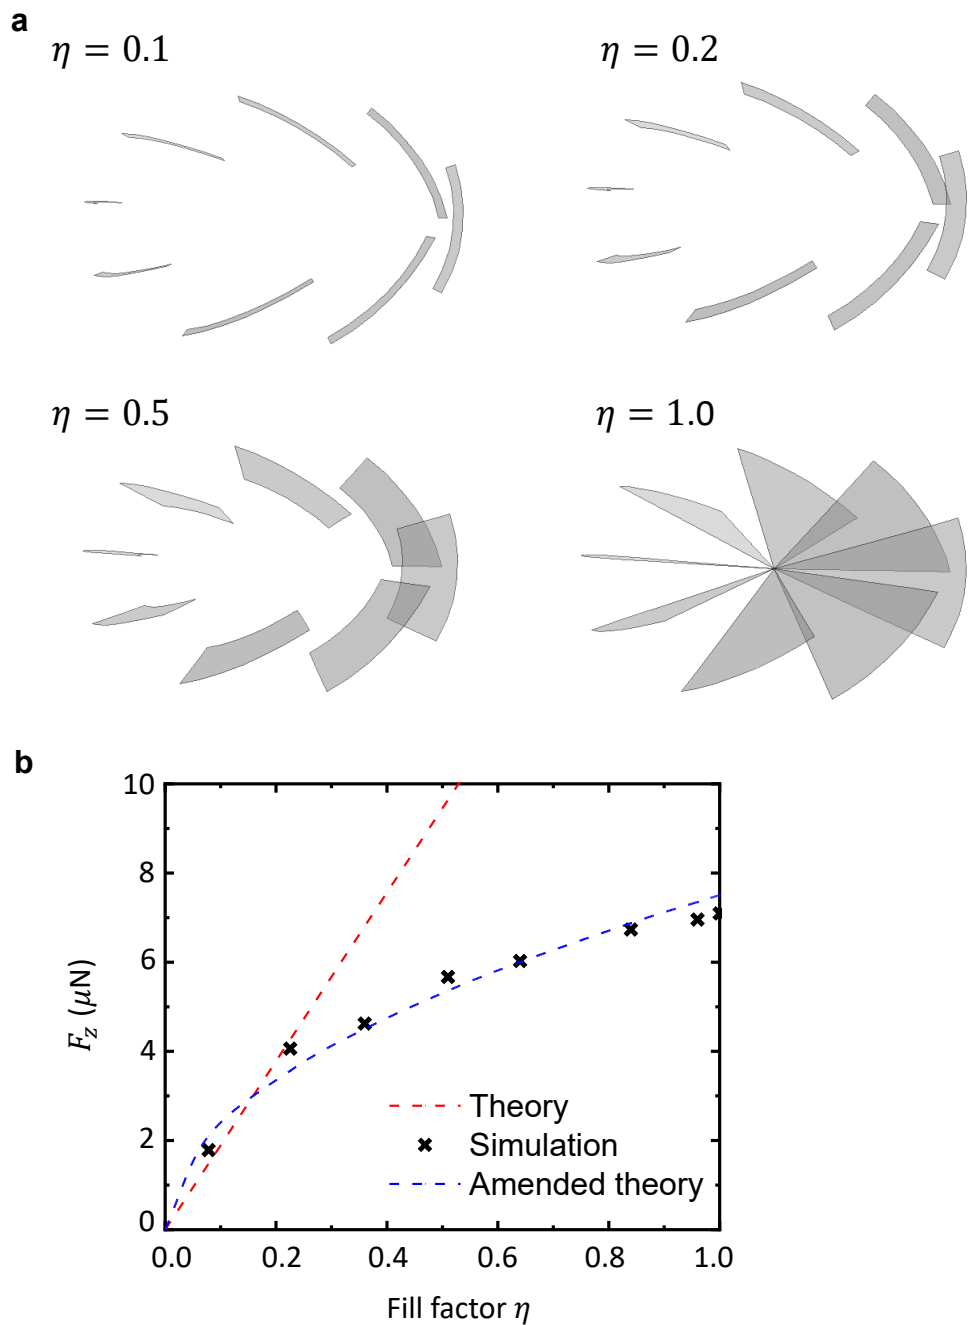 a
η = 0.1
η = 0.2
η = 0.5
η = 1.0
b
10
8
6
4
2
0
F_z (μN)
Theory
Simulation
Amended theory
0.0 0.2 0.4 0.6 0.8 1.0
Fill factor η